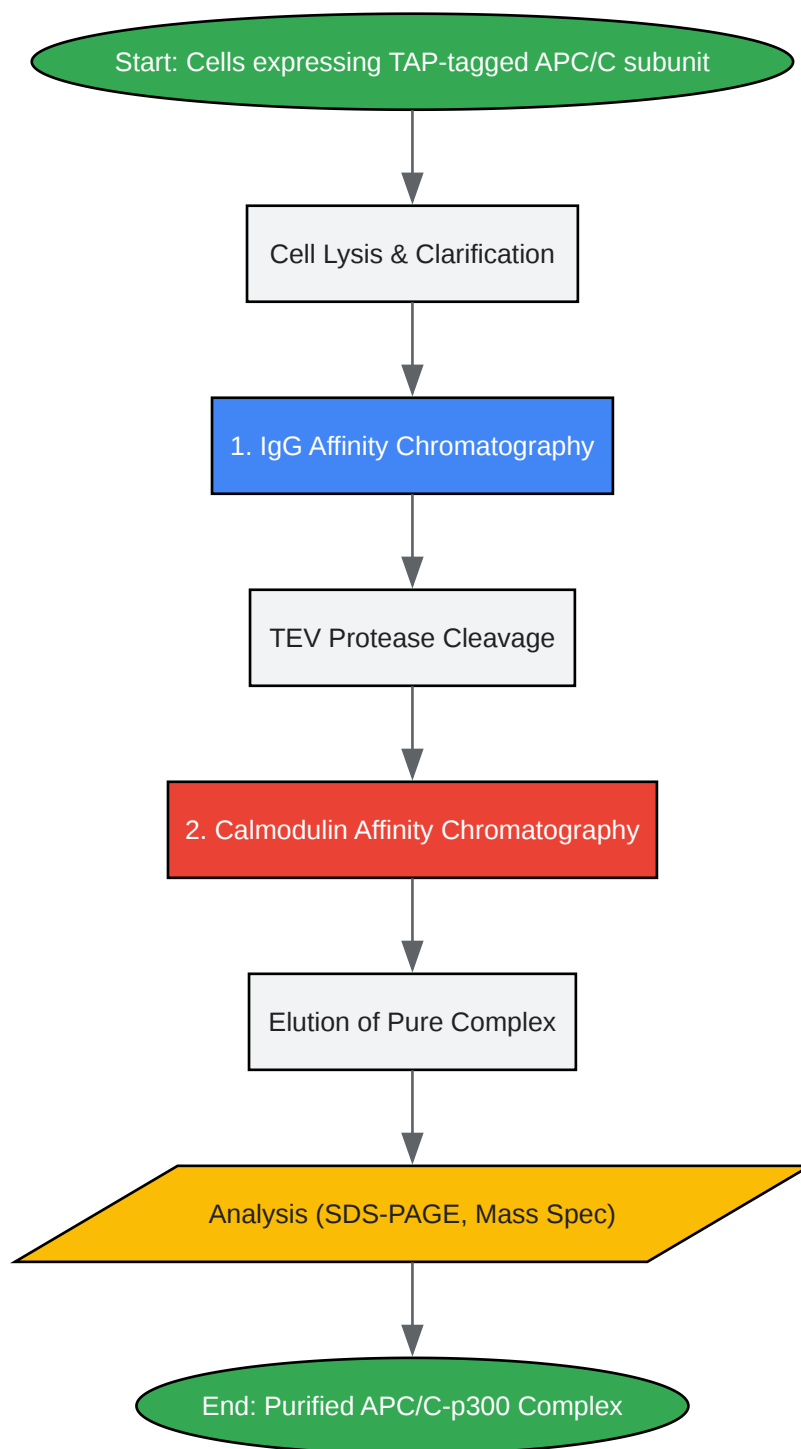 Start: Cells expressing TAP-tagged APC/C subunit
Cell Lysis & Clarification
1. IgG Affinity Chromatography
TEV Protease Cleavage
2. Calmodulin Affinity Chromatography
Elution of Pure Complex
Analysis (SDS-PAGE, Mass Spec)
End: Purified APC/C-p300 Complex